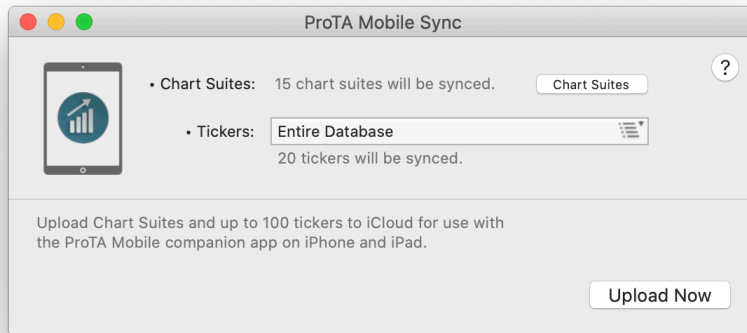 ProTA Mobile Sync
?
• Chart Suites: 15 chart suites will be synced. Chart Suites
• Tickers: Entire Database
20 tickers will be synced.
Upload Chart Suites and up to 100 tickers to iCloud for use with
the ProTA Mobile companion app on iPhone and iPad.
Upload Now